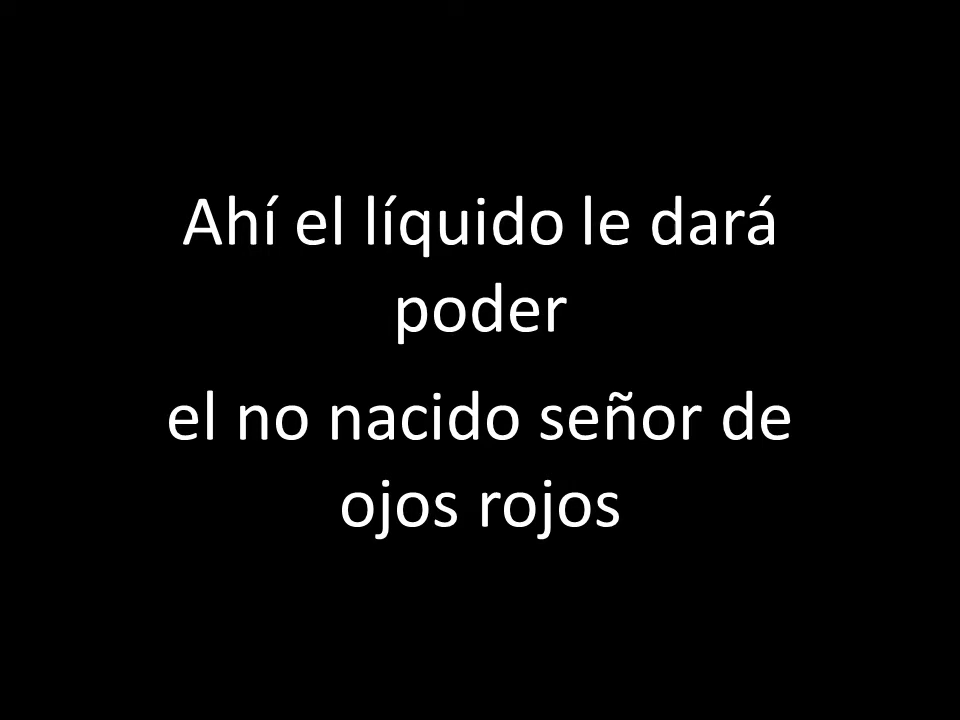 Ahí el líquido le dará
poder
el no nacido señor de
ojos rojos